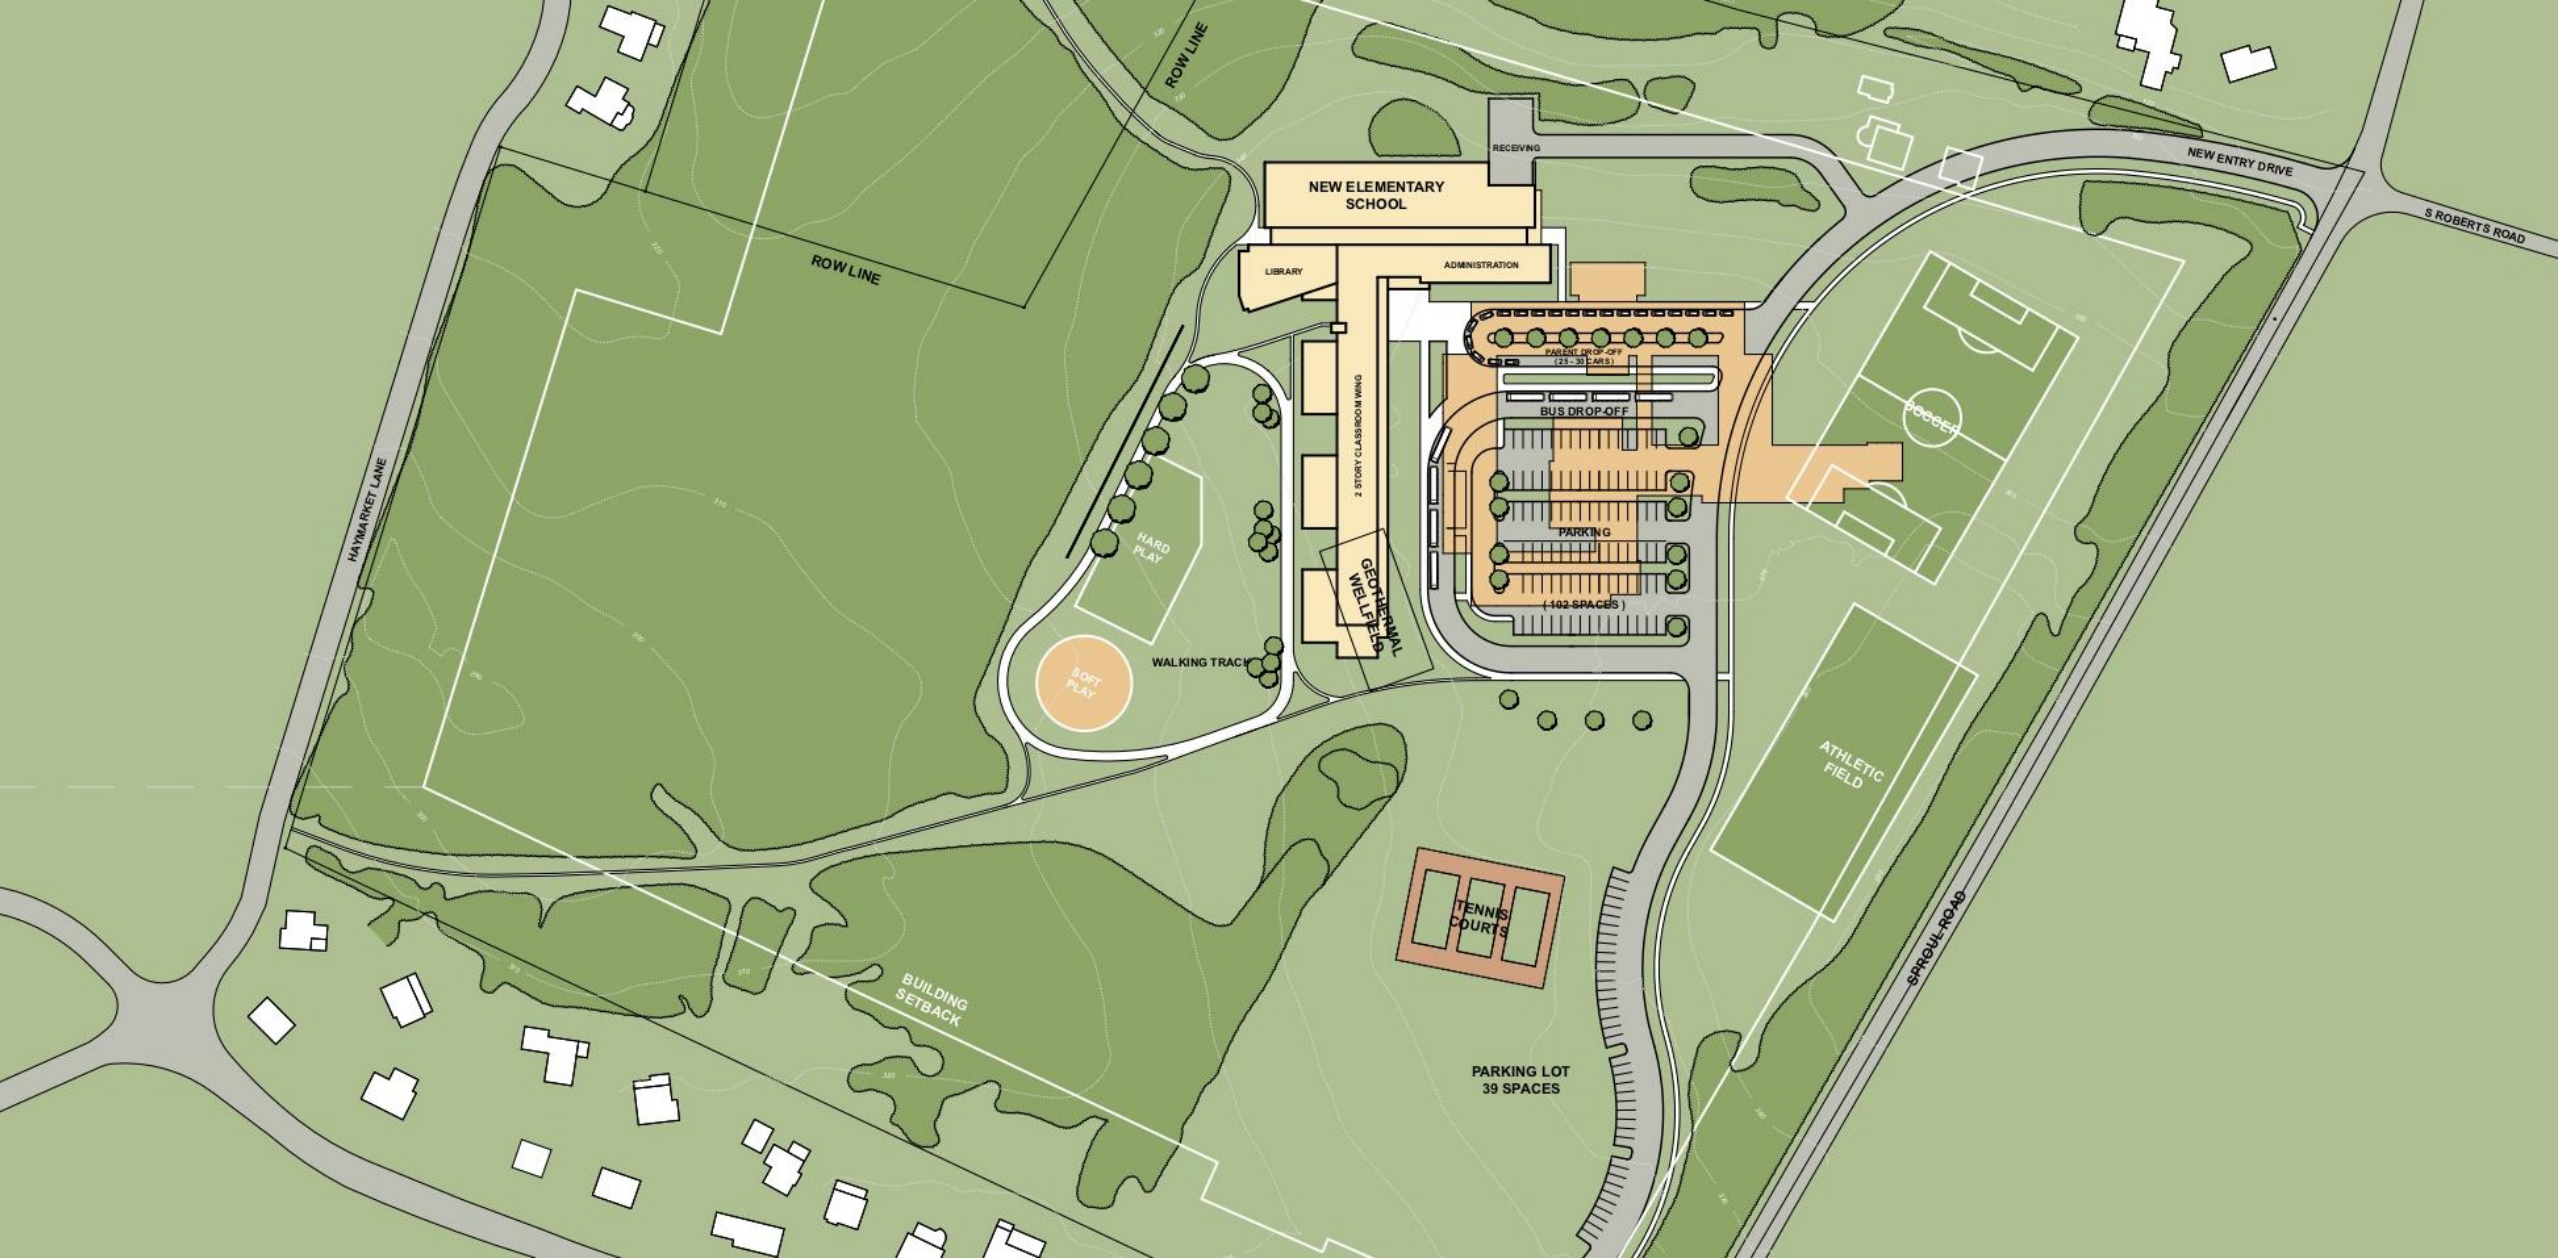 ROW LINE
RECEIVING
NEW ENTRY DRIVE
NEW ELEMENTARY
SCHOOL
S ROBERTS ROAD
ROW LINE
LIBRARY
ADMINISTRATION
PARENT DROP-OFF
(25 - 30 CARS)
BUS DROP-OFF
SOCCER
2 STORY CLASSROOM WING
HAYMARKET LANE
HARD
PLAY
PARKING
GEOTHERMAL
WELLFIELD
( 102 SPACES )
WALKING TRACK
SOFT
PLAY
ATHLETIC
FIELD
TENNIS
COURTS
SPROUL ROAD
BUILDING
SETBACK
PARKING LOT
39 SPACES